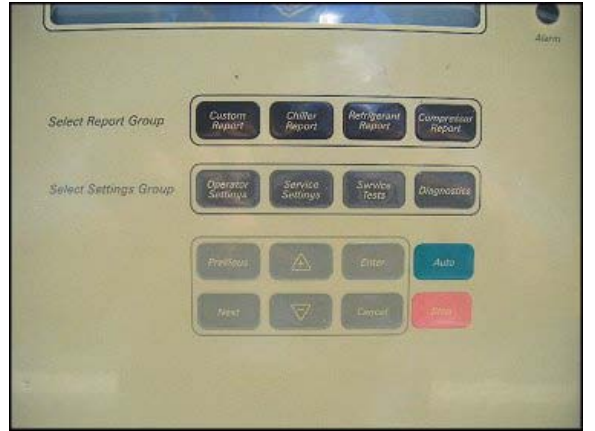 Alarm
Select Report Group
Custom
Report
Chiller
Report
Refrigerant
Report
Compressor
Report
Select Settings Group
Operator
Settings
Service
Settings
Service
Tests
Diagnostics
Previous
Enter
Auto
Next
Cancel
Stop